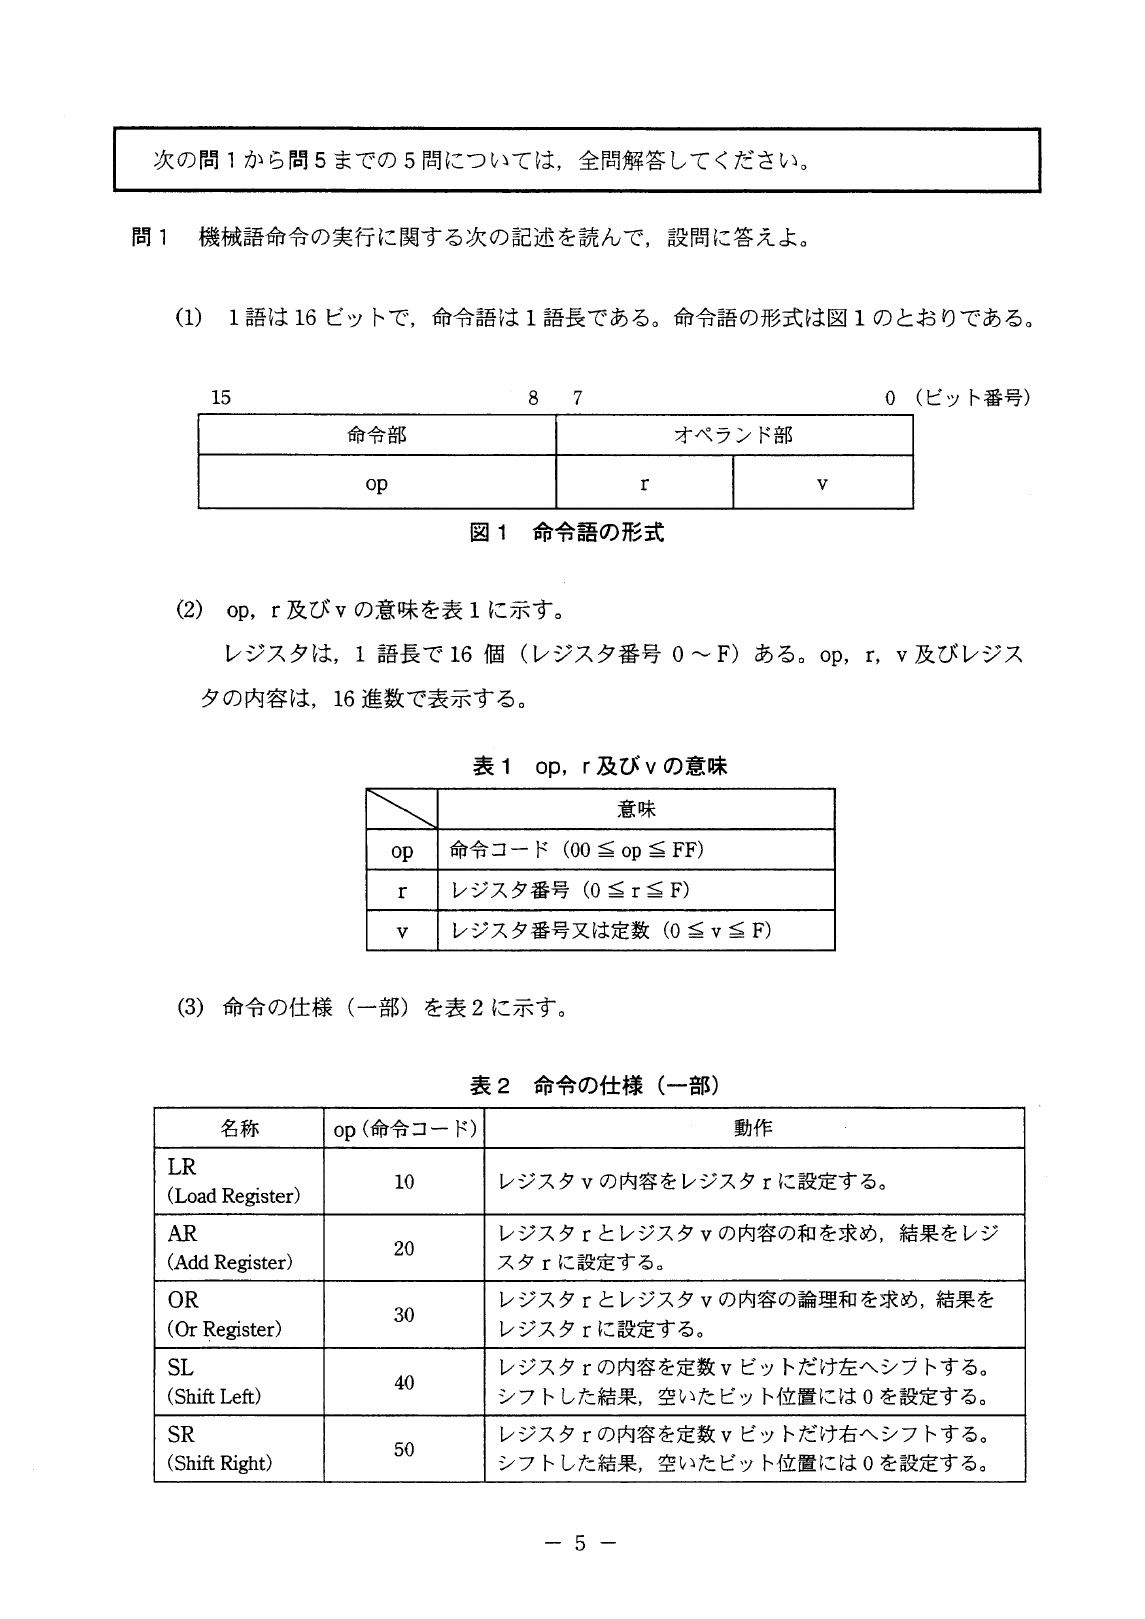 次の問1から問5までの5問については，全問解答してください。
問1　機械語命令の実行に関する次の記述を読んで，設問に答えよ。
(1)　1語は16ビットで，命令語は1語長である。命令語の形式は図1のとおりである。
15　8　7　0　（ビット番号）
命令部　オペランド部
op　r　v
図1　命令語の形式
(2)　op，r及びvの意味を表1に示す。
レジスタは，1語長で16個（レジスタ番号 0～F）ある。op，r，v及びレジス
タの内容は，16進数で表示する。
表1　op，r及びvの意味
意味
op　命令コード（00≦op≦FF）
r　レジスタ番号（0≦r≦F）
v　レジスタ番号又は定数（0≦v≦F）
(3)　命令の仕様（一部）を表2に示す。
表2　命令の仕様（一部）
名称　op（命令コード）　動作
LR
(Load Register)　10　レジスタvの内容をレジスタrに設定する。
AR　レジスタrとレジスタvの内容の和を求め，結果をレジ
(Add Register)　20　スタrに設定する。
OR　レジスタrとレジスタvの内容の論理和を求め，結果を
(Or Register)　30　レジスタrに設定する。
SL　レジスタrの内容を定数vビットだけ左へシフトする。
(Shift Left)　40　シフトした結果，空いたビット位置には0を設定する。
SR　レジスタrの内容を定数vビットだけ右へシフトする。
(Shift Right)　50　シフトした結果，空いたビット位置には0を設定する。
－ 5 －